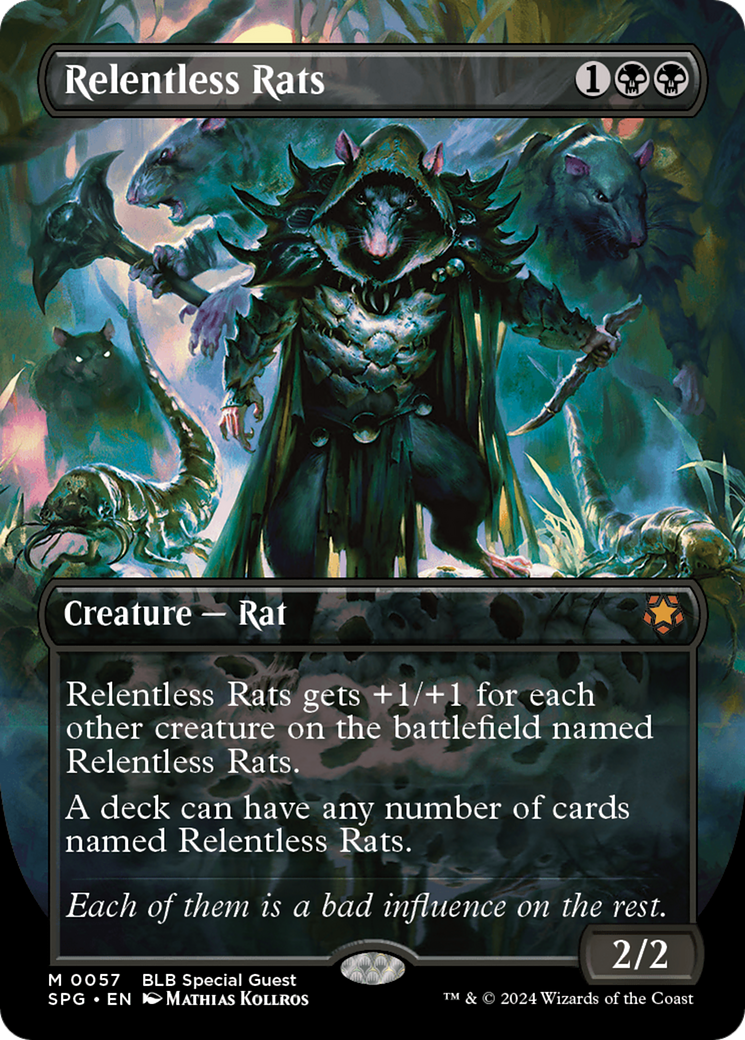 Relentless Rats 1
Creature — Rat
Relentless Rats gets +1/+1 for each
other creature on the battlefield named
Relentless Rats.
A deck can have any number of cards
named Relentless Rats.
Each of them is a bad influence on the rest.
2/2
M 0057 BLB Special Guest
SPG • EN Mathias Kollros
™ & © 2024 Wizards of the Coast